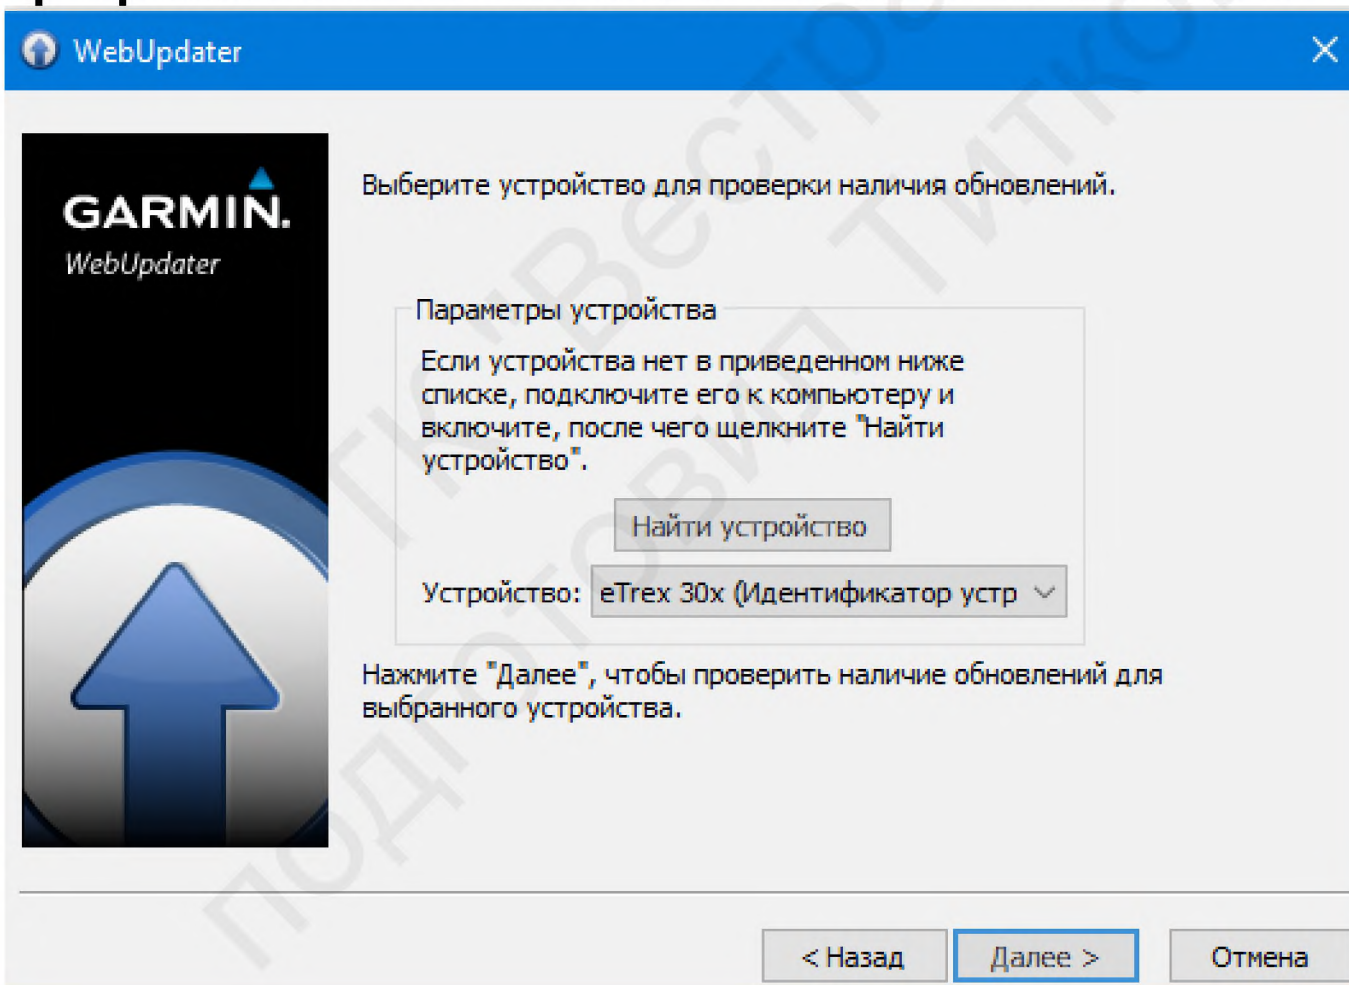 WebUpdater
GARMIN.
WebUpdater
Выберите устройство для проверки наличия обновлений.
Параметры устройства
Если устройства нет в приведенном ниже
списке, подключите его к компьютеру и
включите, после чего щелкните "Найти
устройство".
Найти устройство
Устройство: eTrex 30x (Идентификатор устр
Нажмите "Далее", чтобы проверить наличие обновлений для
выбранного устройства.
< Назад
Далее >
Отмена
подготовил
ТК